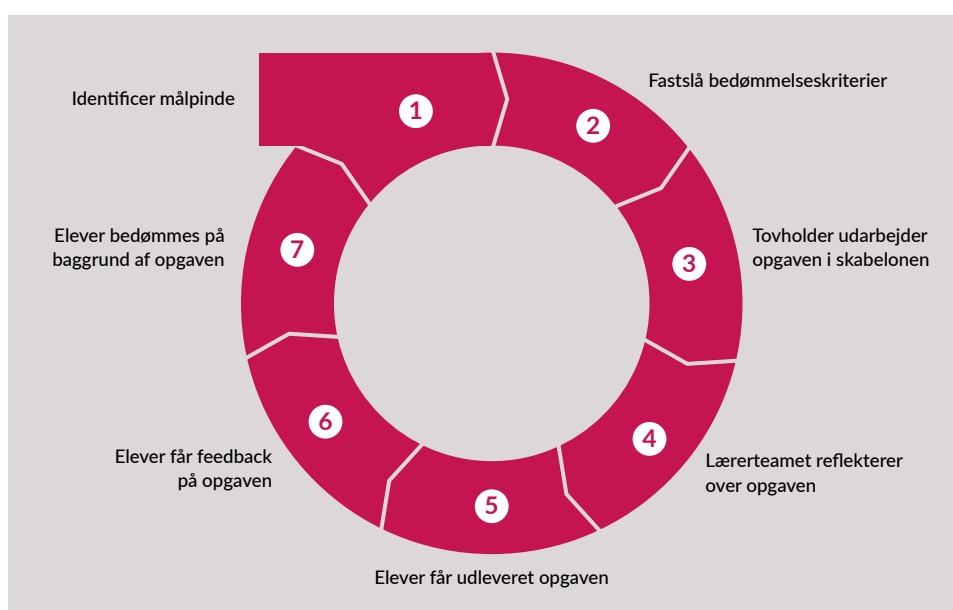 Identificer målpinde
1
Fastslå bedømmelseskriterier
2
Tovholder udarbejder
opgaven i skabelonen
3
Lærerteamet reflekterer
over opgaven
4
Elever får udleveret opgaven
5
Elever får feedback
på opgaven
6
Elever bedømmes på
baggrund af opgaven
7